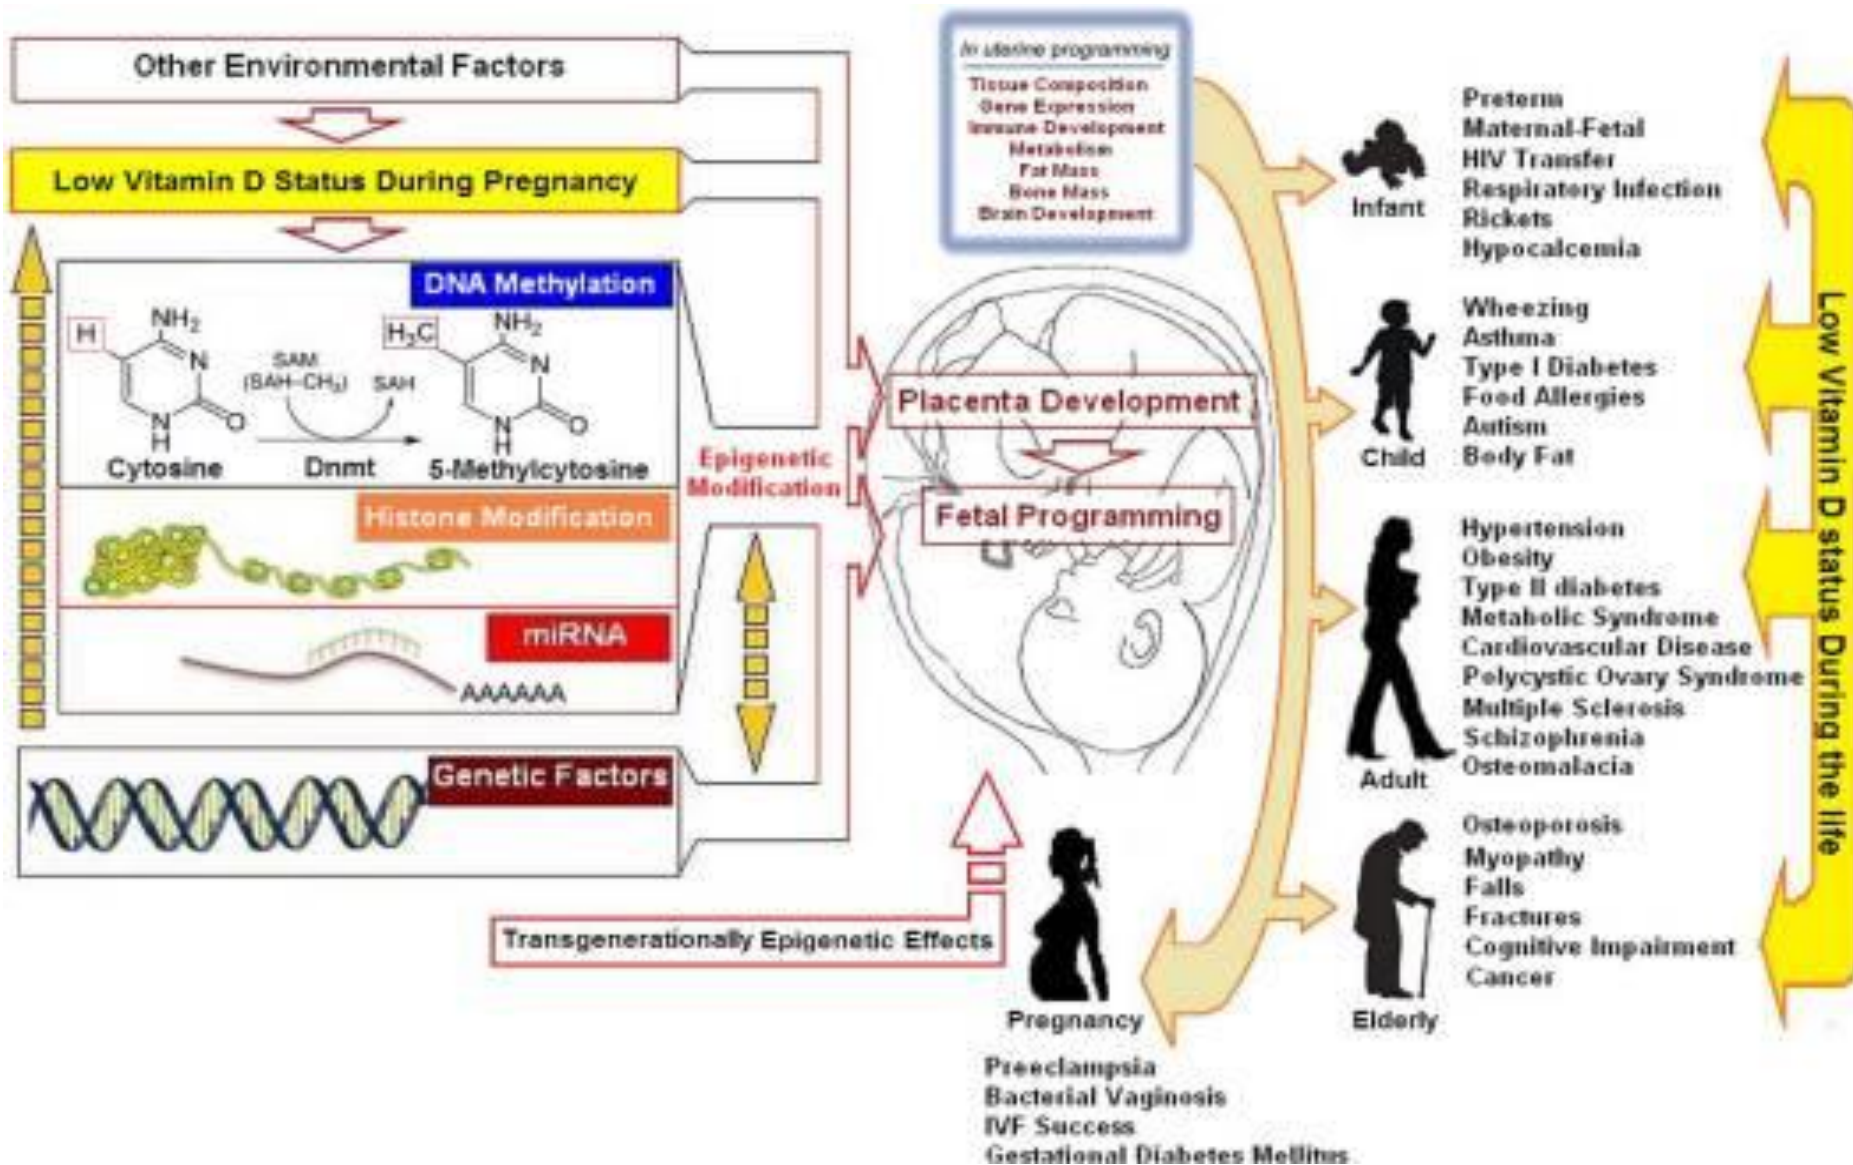 Other Environmental Factors
Low Vitamin D Status During Pregnancy
DNA Methylation
H
NH2
N
N
H
O
Cytosine
SAM
(SAH-CH3)
SAH
Dnmt
H3C
NH2
N
N
H
O
5-Methylcytosine
Histone Modification
miRNA
AAAAAA
Genetic Factors
Epigenetic
Modification
In uterine programming
Tissue Composition
Gene Expression
Immune Development
Metabolism
Fat Mass
Bone Mass
Brain Development
Placenta Development
Fetal Programming
Transgenerationally Epigenetic Effects
Pregnancy
Preeclampsia
Bacterial Vaginosis
IVF Success
Gestational Diabetes Mellitus
Infant
Preterm
Maternal-Fetal
HIV Transfer
Respiratory Infection
Rickets
Hypocalcemia
Child
Wheezing
Asthma
Type I Diabetes
Food Allergies
Autism
Body Fat
Adult
Hypertension
Obesity
Type II diabetes
Metabolic Syndrome
Cardiovascular Disease
Polycystic Ovary Syndrome
Multiple Sclerosis
Schizophrenia
Osteomalacia
Elderly
Osteoporosis
Myopathy
Falls
Fractures
Cognitive Impairment
Cancer
Low Vitamin D status During the life